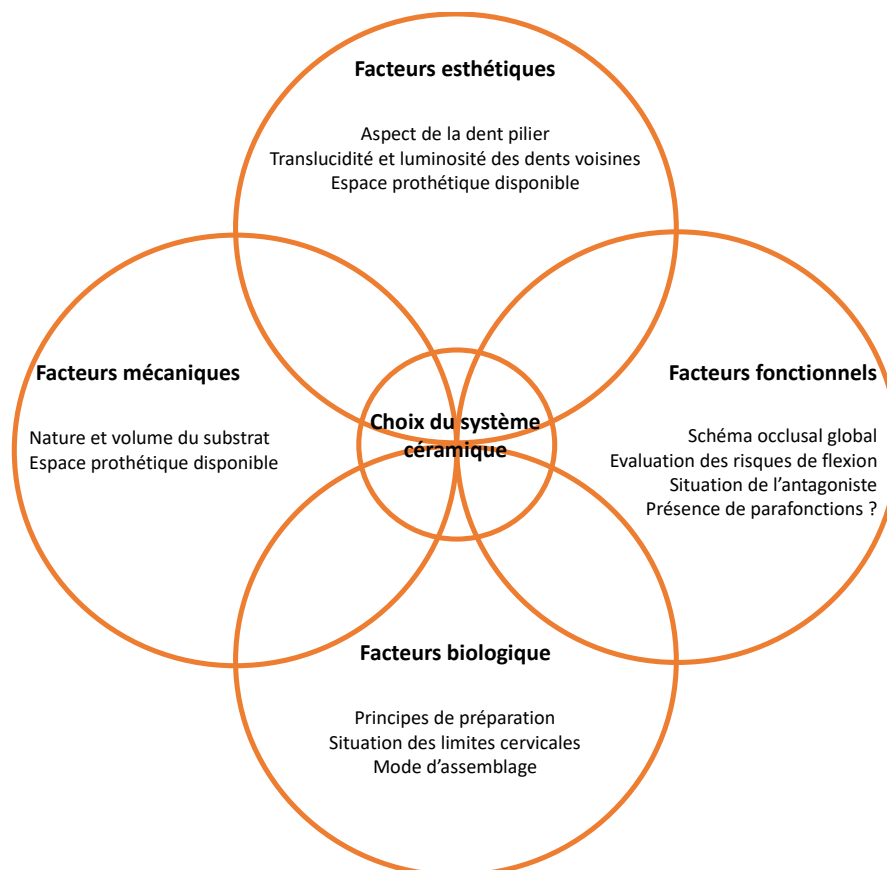 Facteurs esthétiques
Aspect de la dent pilier
Translucidité et luminosité des dents voisines
Espace prothétique disponible
Facteurs mécaniques
Nature et volume du substrat
Espace prothétique disponible
Choix du système
céramique
Facteurs fonctionnels
Schéma occlusal global
Evaluation des risques de flexion
Situation de l’antagoniste
Présence de parafonctions ?
Facteurs biologique
Principes de préparation
Situation des limites cervicales
Mode d’assemblage